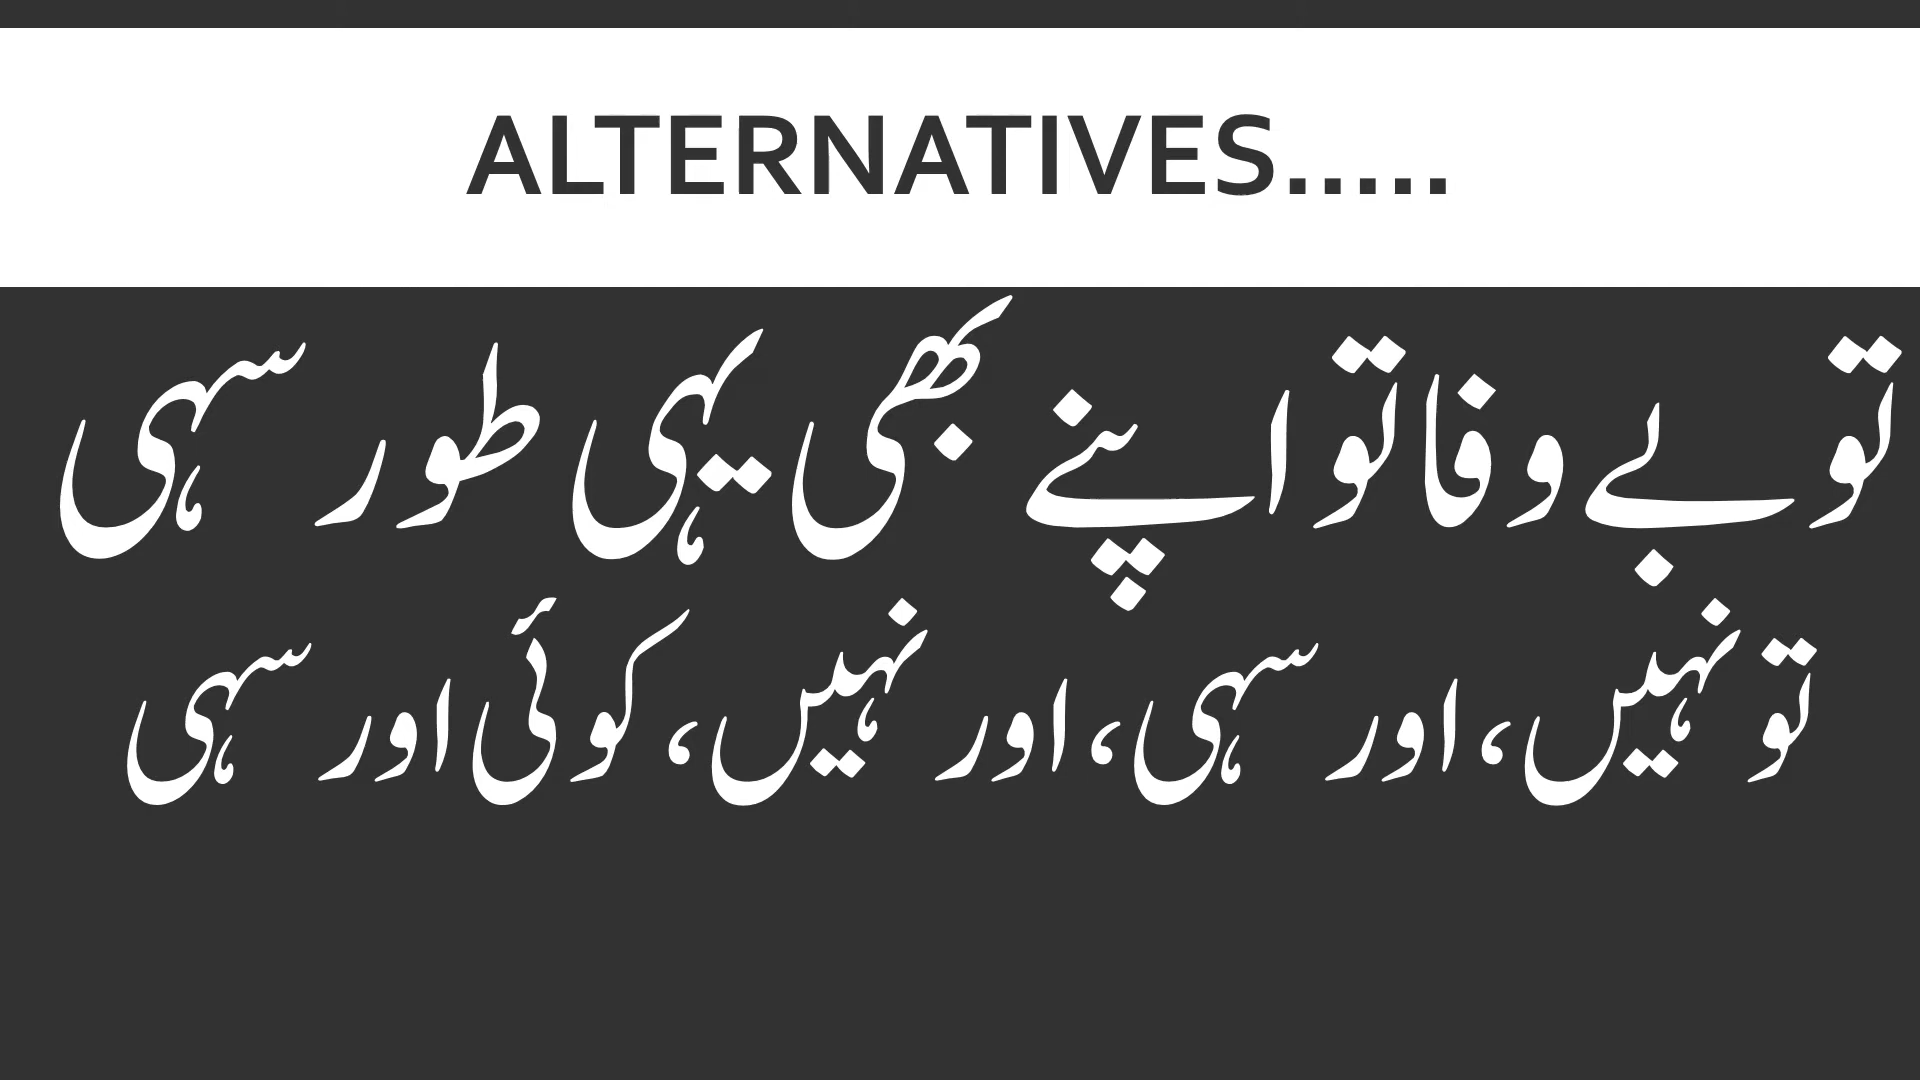 ALTERNATIVES.....
تو بے وفا تو اپنے بھی یہی طور سہی
تو نہیں، اور سہی، اور نہیں، کوئی اور سہی